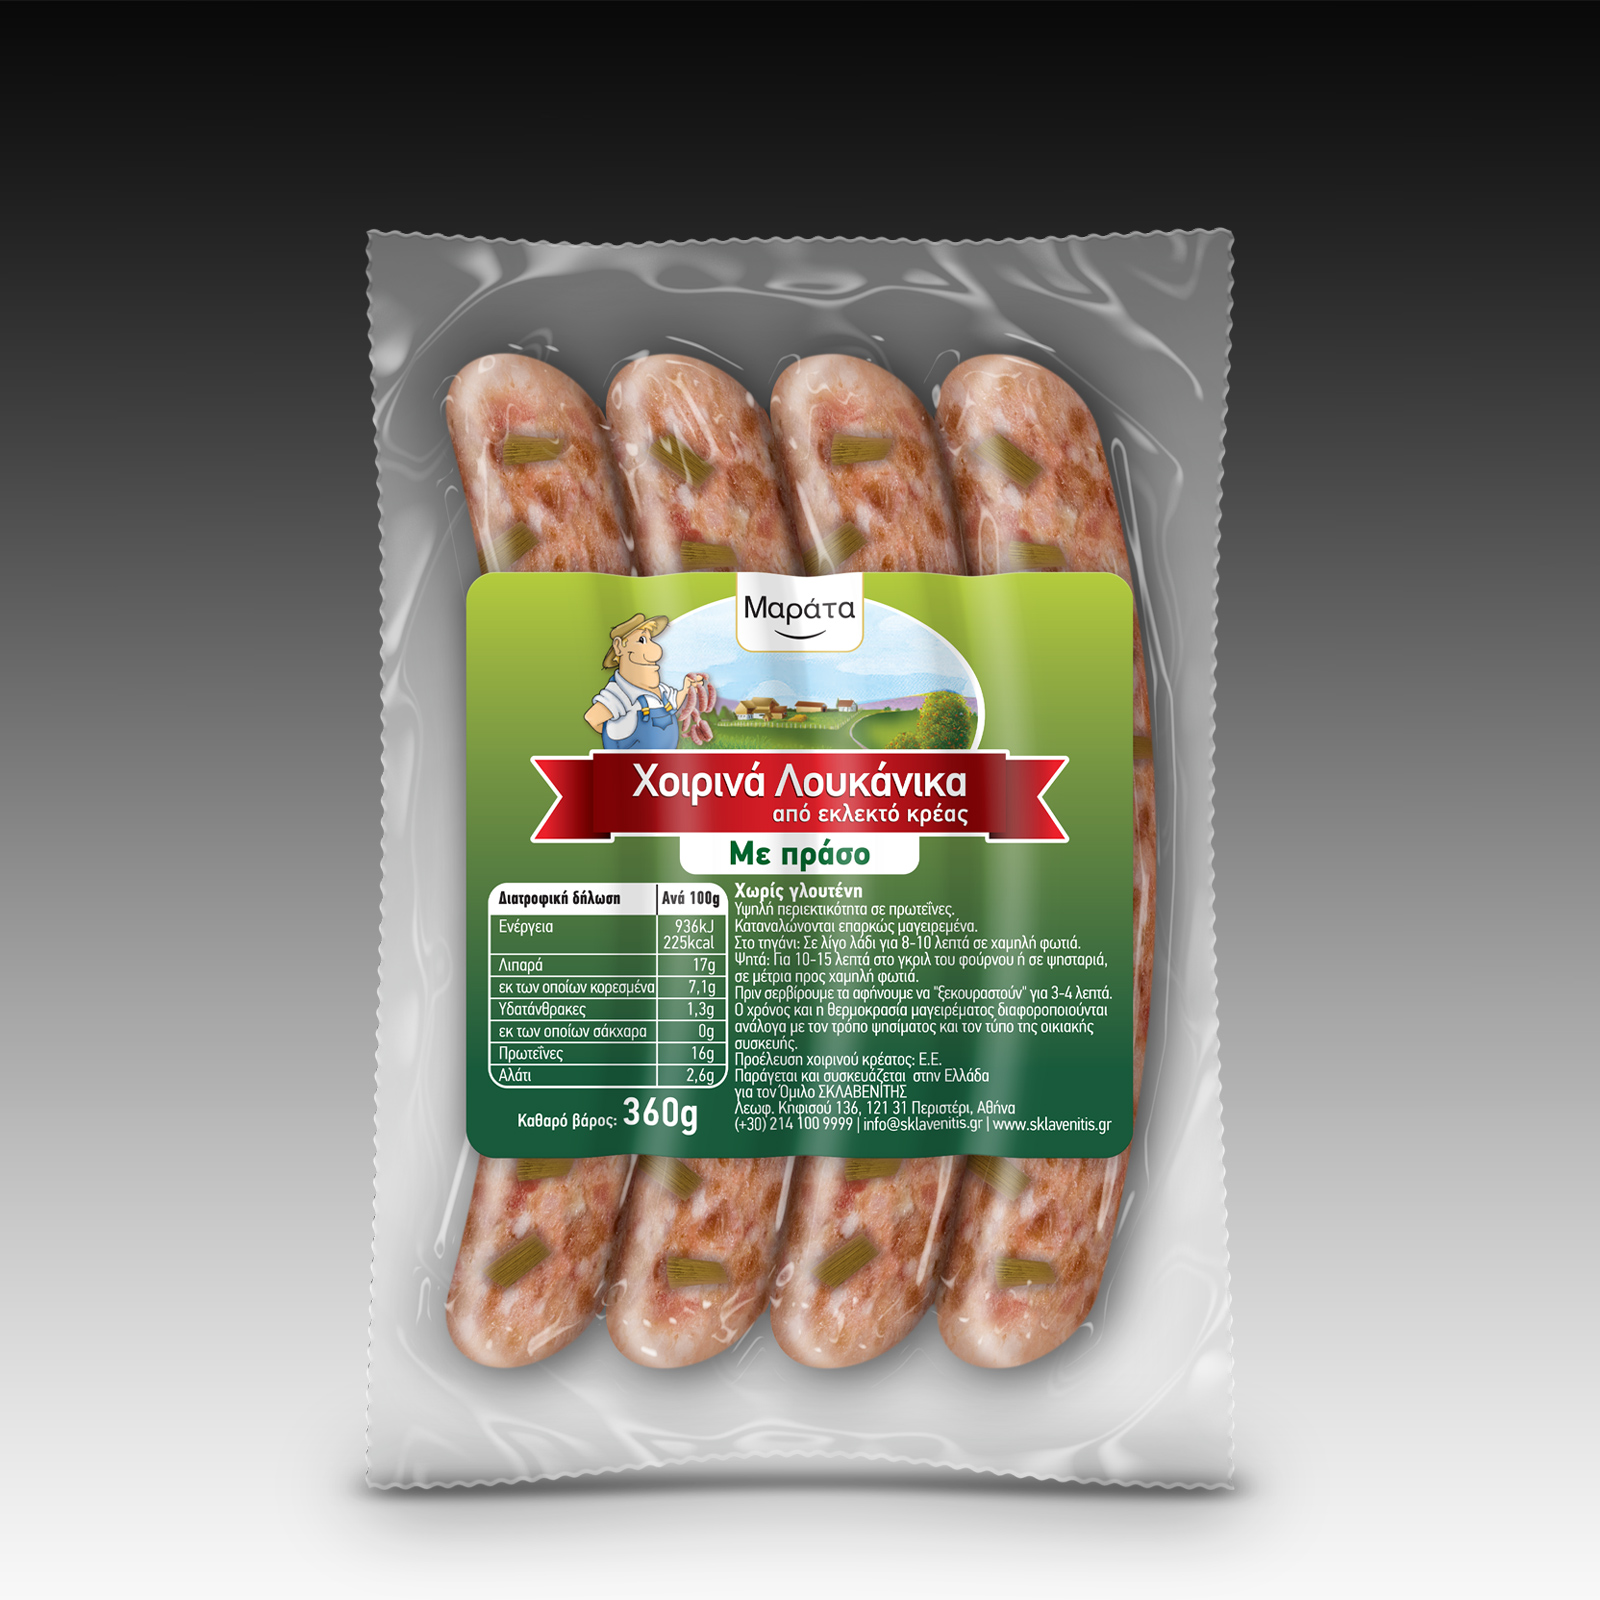 Μαράτα
Χοιρινά Λουκάνικα
από εκλεκτό κρέας
Με πράσο
Διατροφική δήλωση Ανά 100g
Ενέργεια 936kJ
225kcal
Λιπαρά 17g
εκ των οποίων κορεσμένα 7,1g
Υδατάνθρακες 1,3g
εκ των οποίων σάκχαρα 0g
Πρωτεΐνες 16g
Αλάτι 2,6g
Καθαρό βάρος: 360g
Χωρίς γλουτένη
Υψηλή περιεκτικότητα σε πρωτεΐνες.
Καταναλώνονται επαρκώς μαγειρεμένα.
Στο τηγάνι: Σε λίγο λάδι για 8-10 λεπτά σε χαμηλή φωτιά.
Ψητά: Για 10-15 λεπτά στο γκριλ του φούρνου ή σε ψησταριά,
σε μέτρια προς χαμηλή φωτιά.
Πριν σερβίρουμε τα αφήνουμε να "ξεκουραστούν" για 3-4 λεπτά.
Ο χρόνος και η θερμοκρασία μαγειρέματος διαφοροποιούνται
ανάλογα με τον τρόπο ψησίματος και τον τύπο της οικιακής
συσκευής.
Προέλευση χοιρινού κρέατος: Ε.Ε.
Παράγεται και συσκευάζεται στην Ελλάδα
για τον Όμιλο ΣΚΛΑΒΕΝΙΤΗΣ
Λεωφ. Κηφισού 136, 121 31 Περιστέρι, Αθήνα
(+30) 214 100 9999 | info@sklavenitis.gr | www.sklavenitis.gr